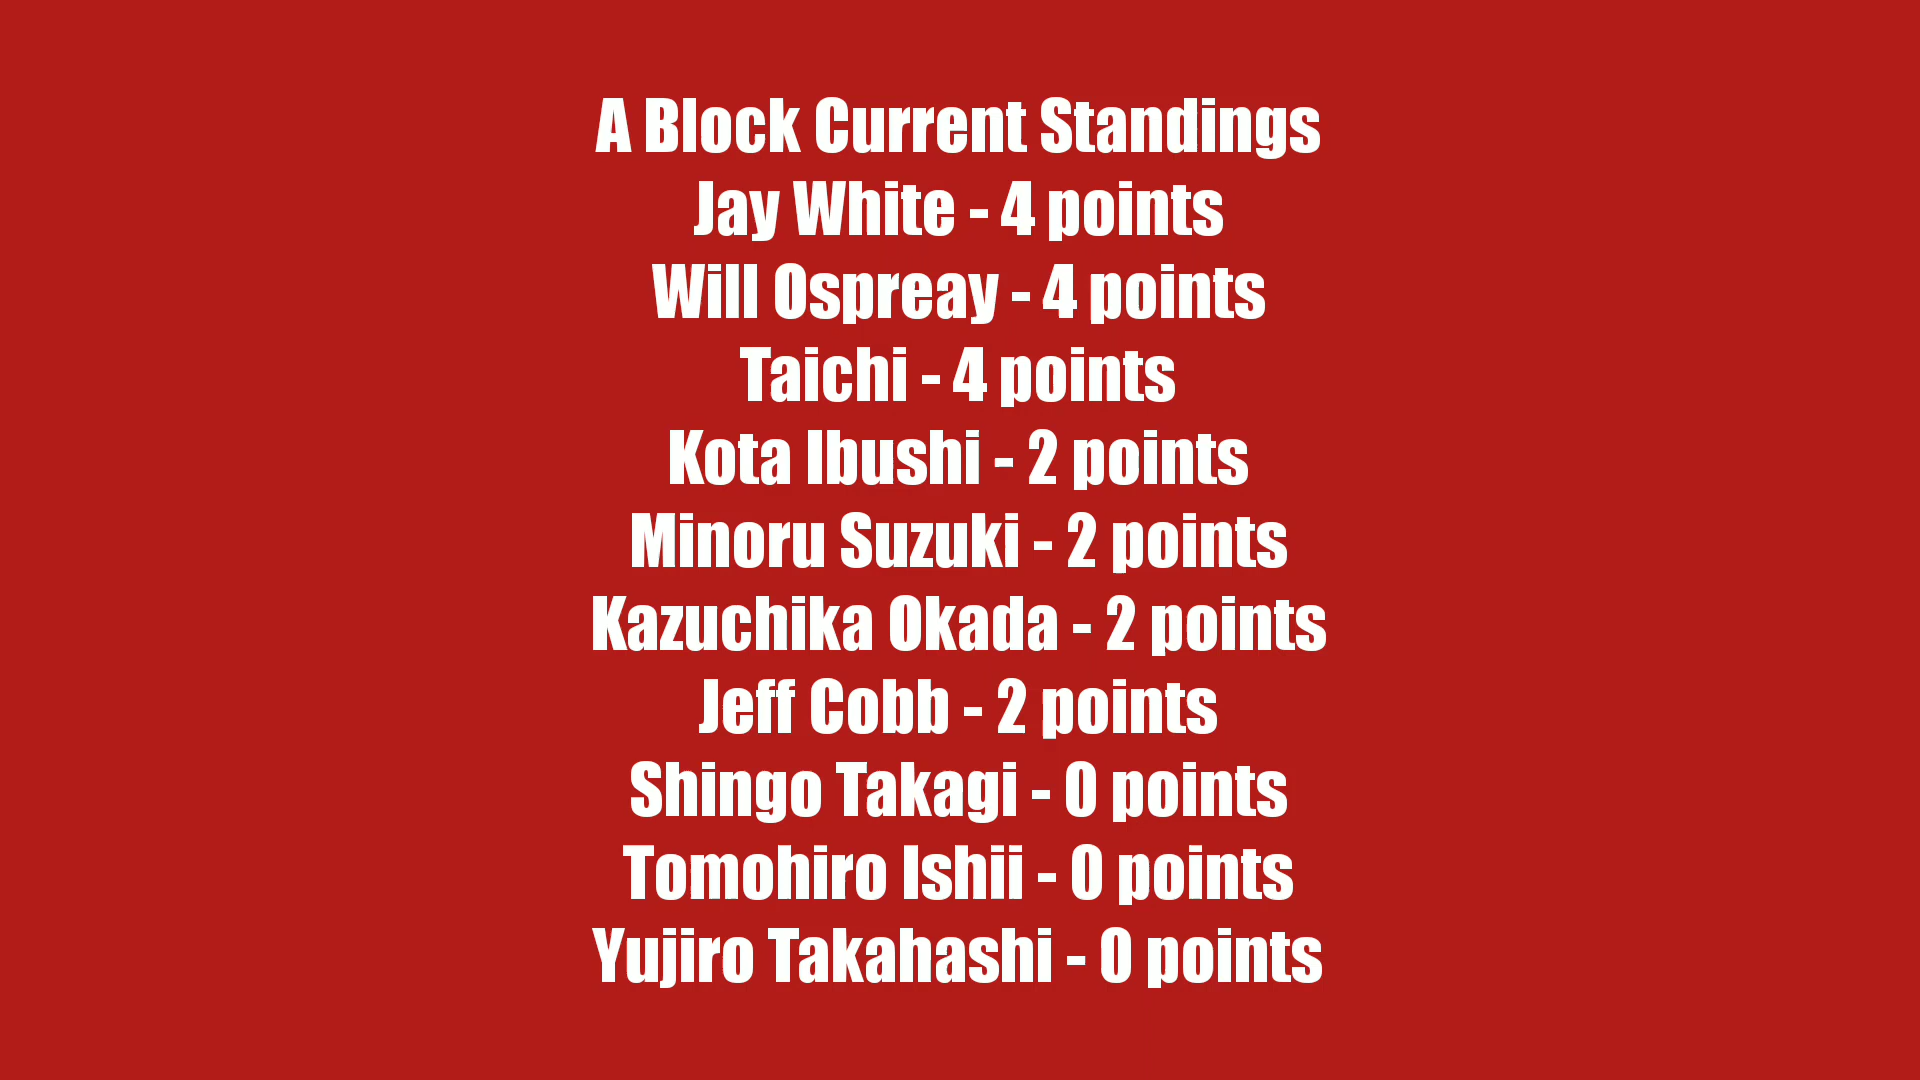 A Block Current Standings
Jay White - 4 points
Will Ospreay - 4 points
Taichi - 4 points
Kota Ibushi - 2 points
Minoru Suzuki - 2 points
Kazuchika Okada - 2 points
Jeff Cobb - 2 points
Shingo Takagi - 0 points
Tomohiro Ishii - 0 points
Yujiro Takahashi - 0 points